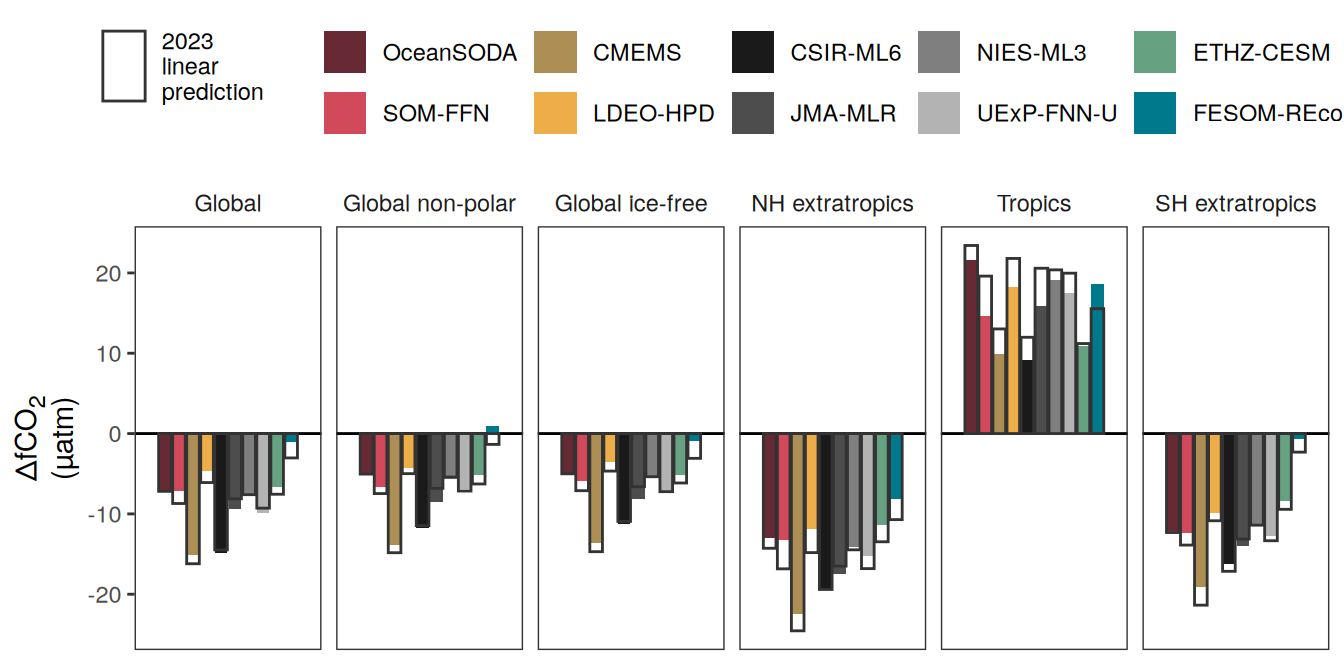 2023
linear
prediction
OceanSODA
CMEMS
CSIR-ML6
NIES-ML3
ETHZ-CESM
SOM-FFN
LDEO-HPD
JMA-MLR
UExP-FNN-U
FESOM-REco
Global
Global non-polar
Global ice-free
NH extratropics
Tropics
SH extratropics
20
10
0
-10
-20
ΔfCO₂
(µatm)